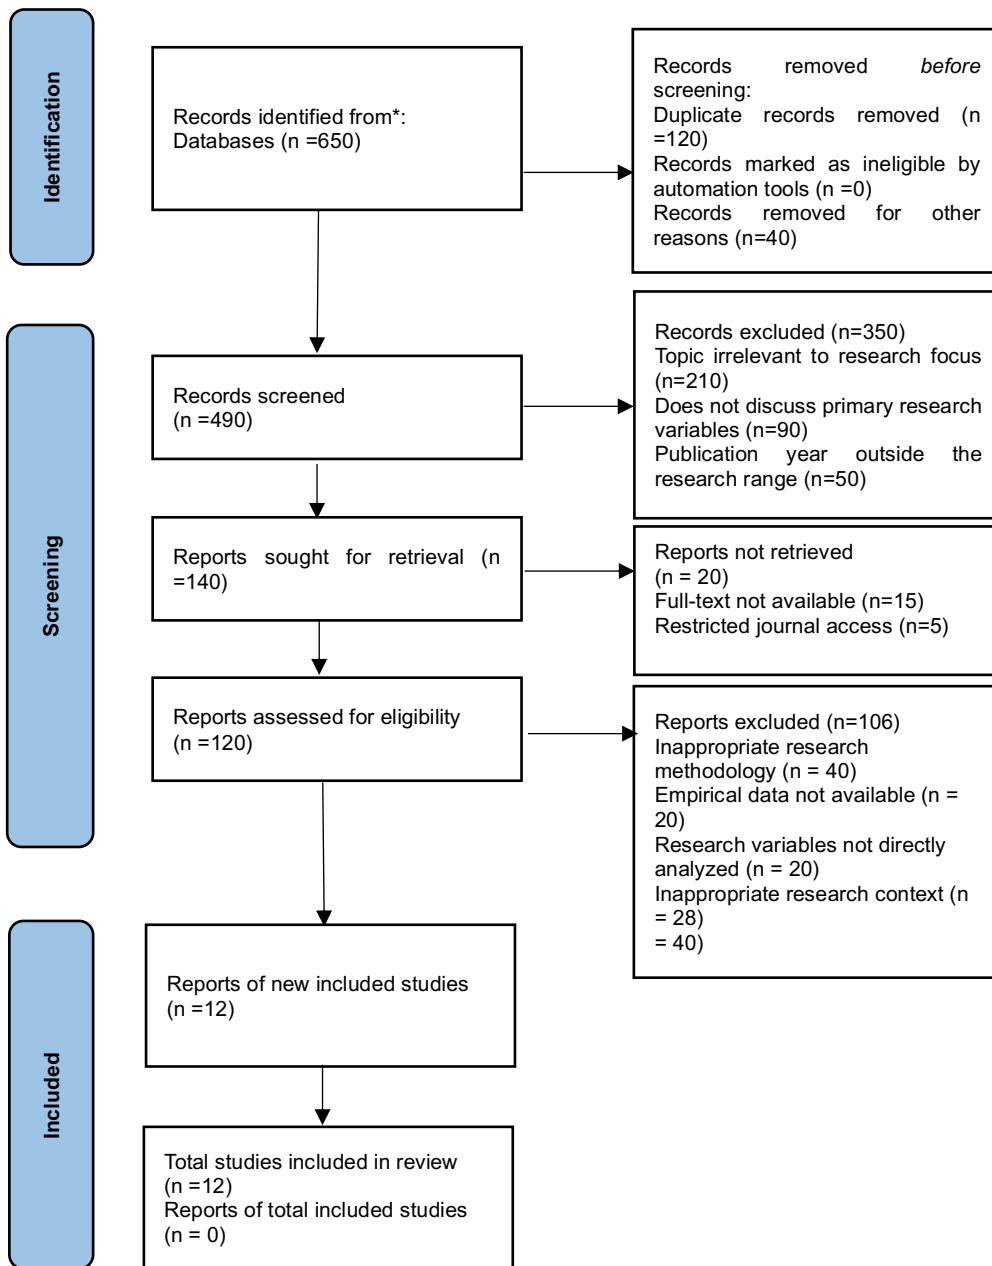 Identification
Records identified from*:
Databases (n =650)
Records removed before
screening:
Duplicate records removed (n
=120)
Records marked as ineligible by
automation tools (n =0)
Records removed for other
reasons (n=40)
Screening
Records screened
(n =490)
Records excluded (n=350)
Topic irrelevant to research focus
(n=210)
Does not discuss primary research
variables (n=90)
Publication year outside the
research range (n=50)
Reports sought for retrieval (n
=140)
Reports not retrieved
(n = 20)
Full-text not available (n=15)
Restricted journal access (n=5)
Reports assessed for eligibility
(n =120)
Reports excluded (n=106)
Inappropriate research
methodology (n = 40)
Empirical data not available (n =
20)
Research variables not directly
analyzed (n = 20)
Inappropriate research context (n
= 28)
= 40)
Included
Reports of new included studies
(n =12)
Total studies included in review
(n =12)
Reports of total included studies
(n = 0)